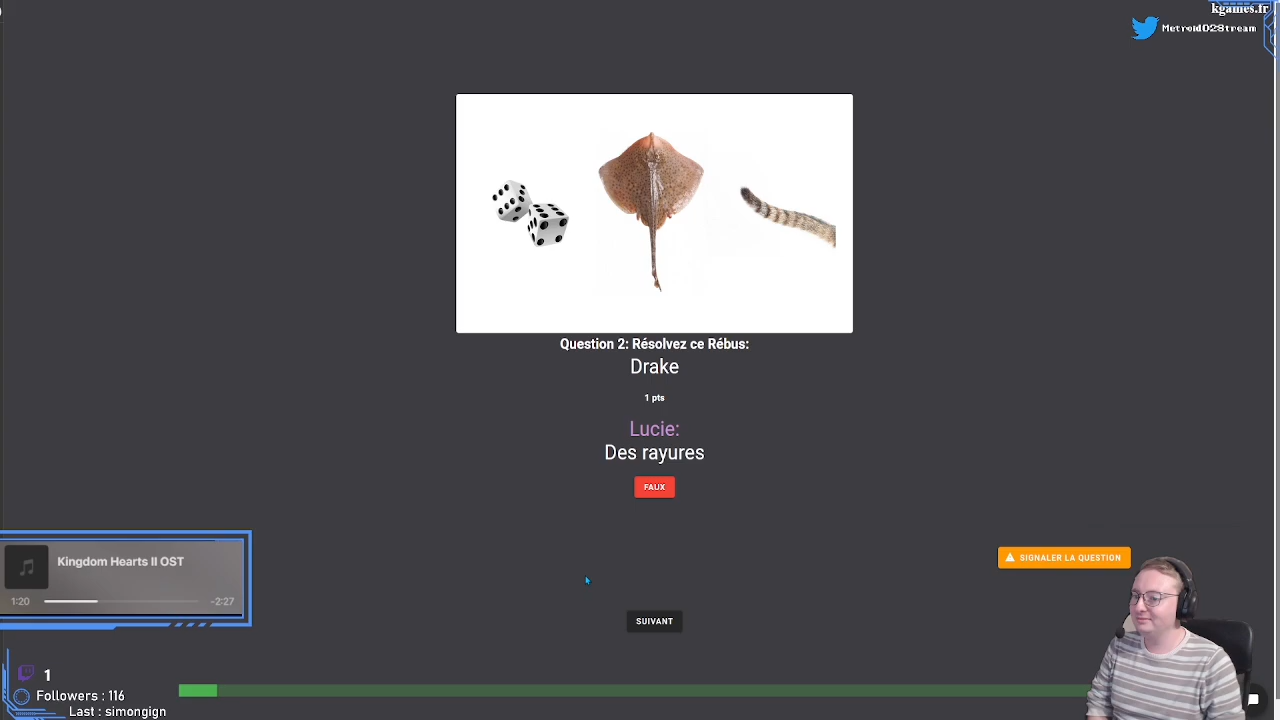 kgames.fr
Metroid028tream
Question 2: Résolvez ce Rébus:
Drake
1 pts
Lucie:
Des rayures
FAUX
Kingdom Hearts II OST
1:20
-2:27
SIGNALER LA QUESTION
SUIVANT
1
Followers : 116
Last : simongign